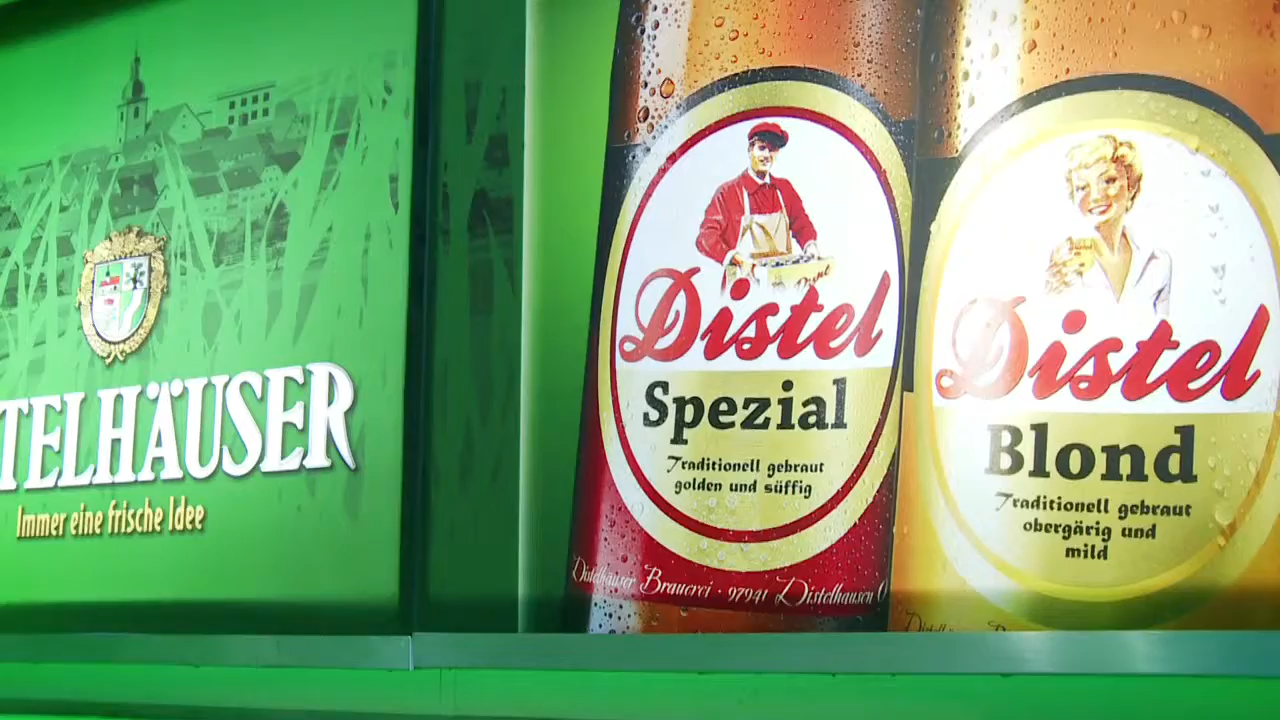 TELHÄUSER
Immer eine frische Idee
Distel
Spezial
Traditionell gebraut
golden und süffig
Distelhäuser Brauerei · 97941 Distelhausen
Distel
Blond
Traditionell gebraut
obergärig und
mild